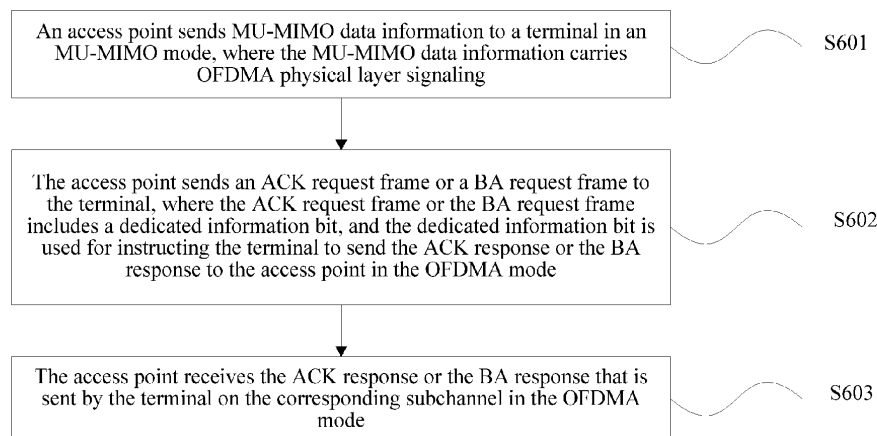 An access point sends MU-MIMO data information to a terminal in an
MU-MIMO mode, where the MU-MIMO data information carries
OFDMA physical layer signaling
S601
The access point sends an ACK request frame or a BA request frame to
the terminal, where the ACK request frame or the BA request frame
includes a dedicated information bit, and the dedicated information bit is
used for instructing the terminal to send the ACK response or the BA
response to the access point in the OFDMA mode
S602
The access point receives the ACK response or the BA response that is
sent by the terminal on the corresponding subchannel in the OFDMA
mode
S603